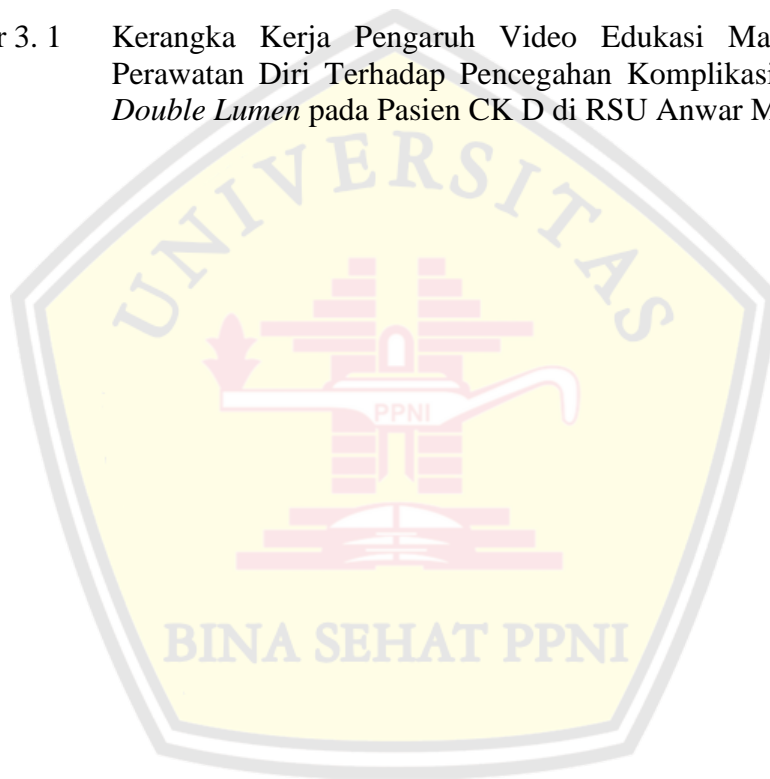 r 3. 1 Kerangka Kerja Pengaruh Video Edukasi Ma
Perawatan Diri Terhadap Pencegahan Komplikasi
Double Lumen pada Pasien CK D di RSU Anwar M
UNIVERSITAS
PPNI
BINA SEHAT PPNI